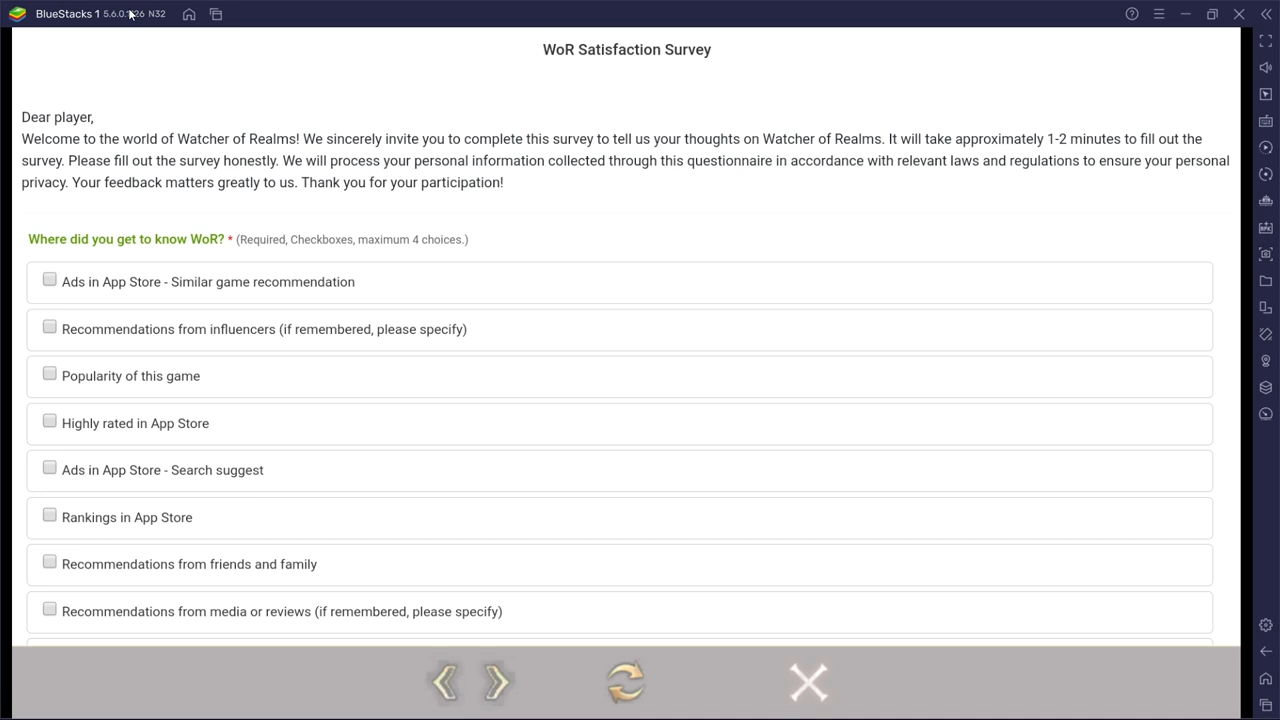 BlueStacks 1 5.6.0.126 N32
WoR Satisfaction Survey
Dear player,
Welcome to the world of Watcher of Realms! We sincerely invite you to complete this survey to tell us your thoughts on Watcher of Realms. It will take approximately 1-2 minutes to fill out the
survey. Please fill out the survey honestly. We will process your personal information collected through this questionnaire in accordance with relevant laws and regulations to ensure your personal
privacy. Your feedback matters greatly to us. Thank you for your participation!
Where did you get to know WoR? * (Required, Checkboxes, maximum 4 choices.)
Ads in App Store - Similar game recommendation
Recommendations from influencers (if remembered, please specify)
Popularity of this game
Highly rated in App Store
Ads in App Store - Search suggest
Rankings in App Store
Recommendations from friends and family
Recommendations from media or reviews (if remembered, please specify)